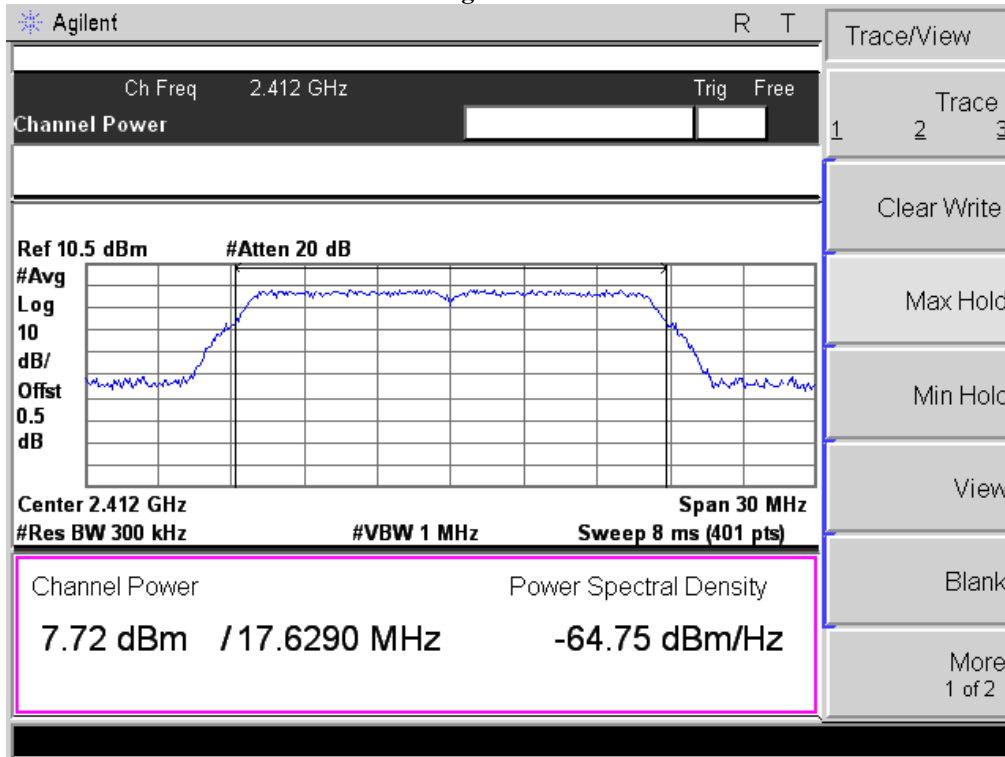 Agilent R T
Trace/View
Ch Freq 2.412 GHz Trig Free
Channel Power
Trace
1 2 3
Clear Write
Ref 10.5 dBm #Atten 20 dB
#Avg
Log
10
dB/
Offst
0.5
dB
Max Hold
Min Hold
Center 2.412 GHz Span 30 MHz
#Res BW 300 kHz #VBW 1 MHz Sweep 8 ms (401 pts)
View
Channel Power Power Spectral Density
7.72 dBm / 17.6290 MHz -64.75 dBm/Hz
Blank
More
1 of 2